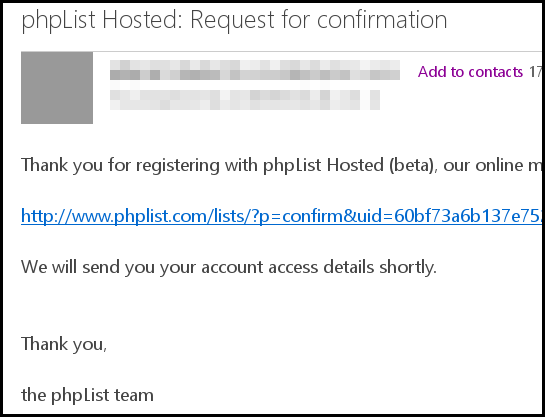 phpList Hosted: Request for confirmation
Add to contacts 17
Thank you for registering with phpList Hosted (beta), our online m
http://www.phplist.com/lists/?p=confirm&uid=60bf73a6b137e75
We will send you your account access details shortly.
Thank you,
the phpList team